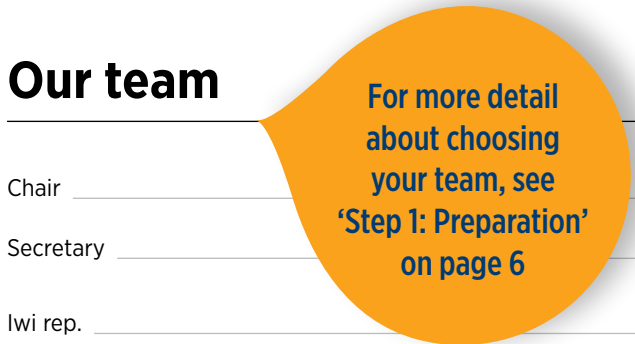 Our team
For more detail
about choosing
your team, see
‘Step 1: Preparation’
on page 6
Chair
Secretary
Iwi rep.